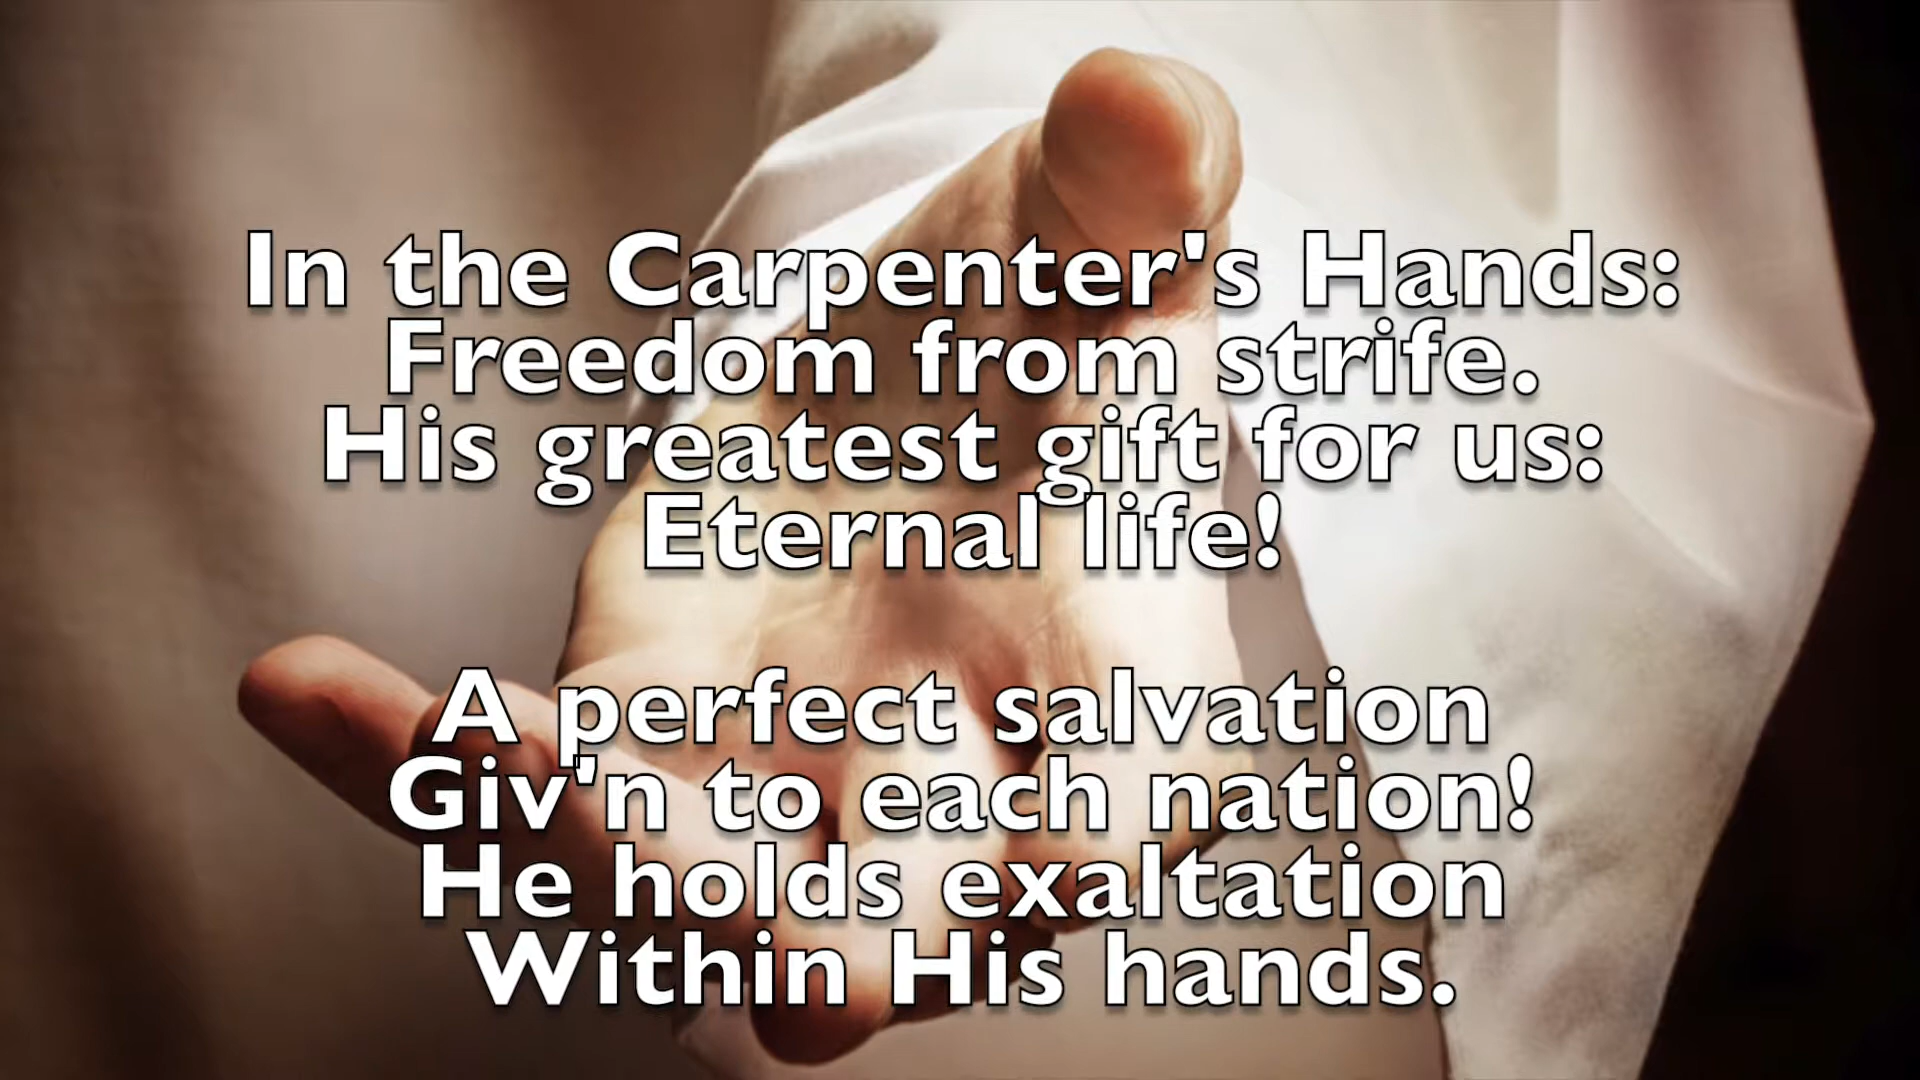 In the Carpenter's Hands:
Freedom from strife.
His greatest gift for us:
Eternal life!
A perfect salvation
Giv'n to each nation!
He holds exaltation
Within His hands.